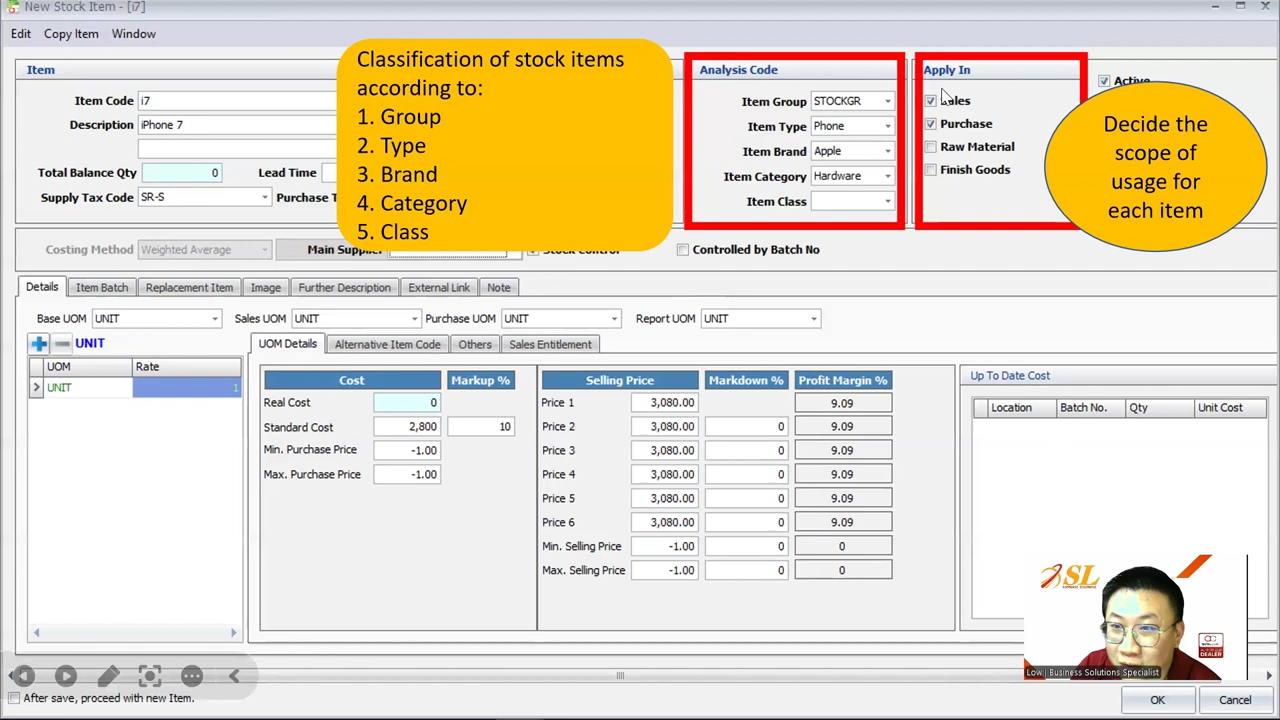 New Stock Item - [i7]
Edit Copy Item Window
Item
Item Code i7
Description iPhone 7
Total Balance Qty 0 Lead Time
Supply Tax Code SR-S Purchase T
Classification of stock items
according to:
1. Group
2. Type
3. Brand
4. Category
5. Class
Analysis Code
Item Group STOCKGR
Item Type Phone
Item Brand Apple
Item Category Hardware
Item Class
Apply In
Sales
Purchase
Raw Material
Finish Goods
Active
Decide the
scope of
usage for
each item
Costing Method Weighted Average Main Supplier Stock Control Controlled by Batch No
Details Item Batch Replacement Item Image Further Description External Link Note
Base UOM UNIT Sales UOM UNIT Purchase UOM UNIT Report UOM UNIT
UNIT
UOM Rate
UNIT 1
UOM Details Alternative Item Code Others Sales Entitlement
Cost Markup %
Real Cost 0
Standard Cost 2,800 10
Min. Purchase Price -1.00
Max. Purchase Price -1.00
Selling Price Markdown % Profit Margin %
Price 1 3,080.00 9.09
Price 2 3,080.00 0 9.09
Price 3 3,080.00 0 9.09
Price 4 3,080.00 0 9.09
Price 5 3,080.00 0 9.09
Price 6 3,080.00 0 9.09
Min. Selling Price -1.00 0 0
Max. Selling Price -1.00 0 0
Up To Date Cost
Location Batch No. Qty Unit Cost
SL
DEALER
Low | Business Solutions Specialist
After save, proceed with new Item.
OK Cancel